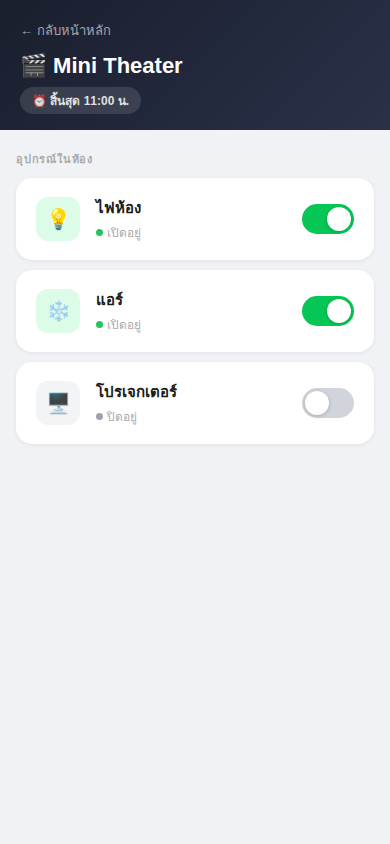 ← กลับหน้าหลัก
🎬 Mini Theater
⏰ สิ้นสุด 11:00 น.
อุปกรณ์ในห้อง
ไฟห้อง
เปิดอยู่
แอร์
เปิดอยู่
โปรเจกเตอร์
ปิดอยู่